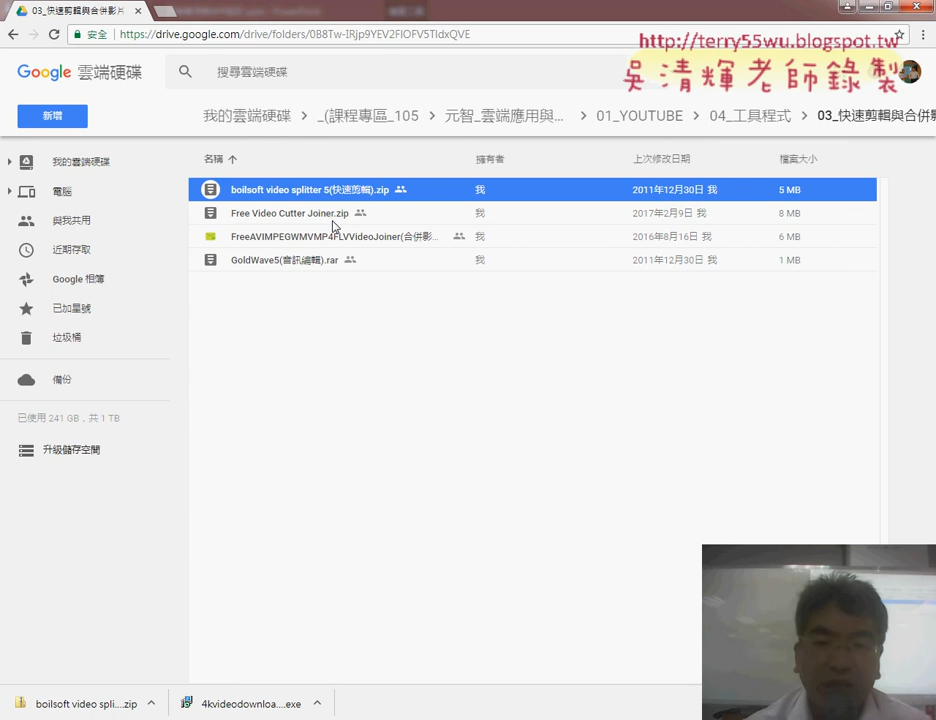 03_快速剪輯與合併影片
安全 https://drive.google.com/drive/folders/0B8Tw-IRjp9YEV2FIOFV5TldxQVE
http://terry55wu.blogspot.tw
吳清輝老師錄製
Google 雲端硬碟
搜尋雲端硬碟
新增
我的雲端硬碟 _(課程專區_105 元智_雲端應用與... 01_YOUTUBE 04_工具程式 03_快速剪輯與合併影
名稱 擁有者 上次修改日期 檔案大小
我的雲端硬碟
電腦
與我共用
近期存取
Google 相簿
已加星號
垃圾桶
備份
已使用 241 GB，共 1 TB
升級儲存空間
boilsoft video splitter 5(快速剪輯).zip 我 2011年12月30日 我 5 MB
Free Video Cutter Joiner.zip 我 2017年2月9日 我 8 MB
FreeAVIMPEGWMVMP4FLVVideoJoiner(合併影... 我 2016年8月16日 我 6 MB
GoldWave5(音訊編輯).rar 我 2011年12月30日 我 1 MB
boilsoft video spli....zip
4kvideodownloa....exe